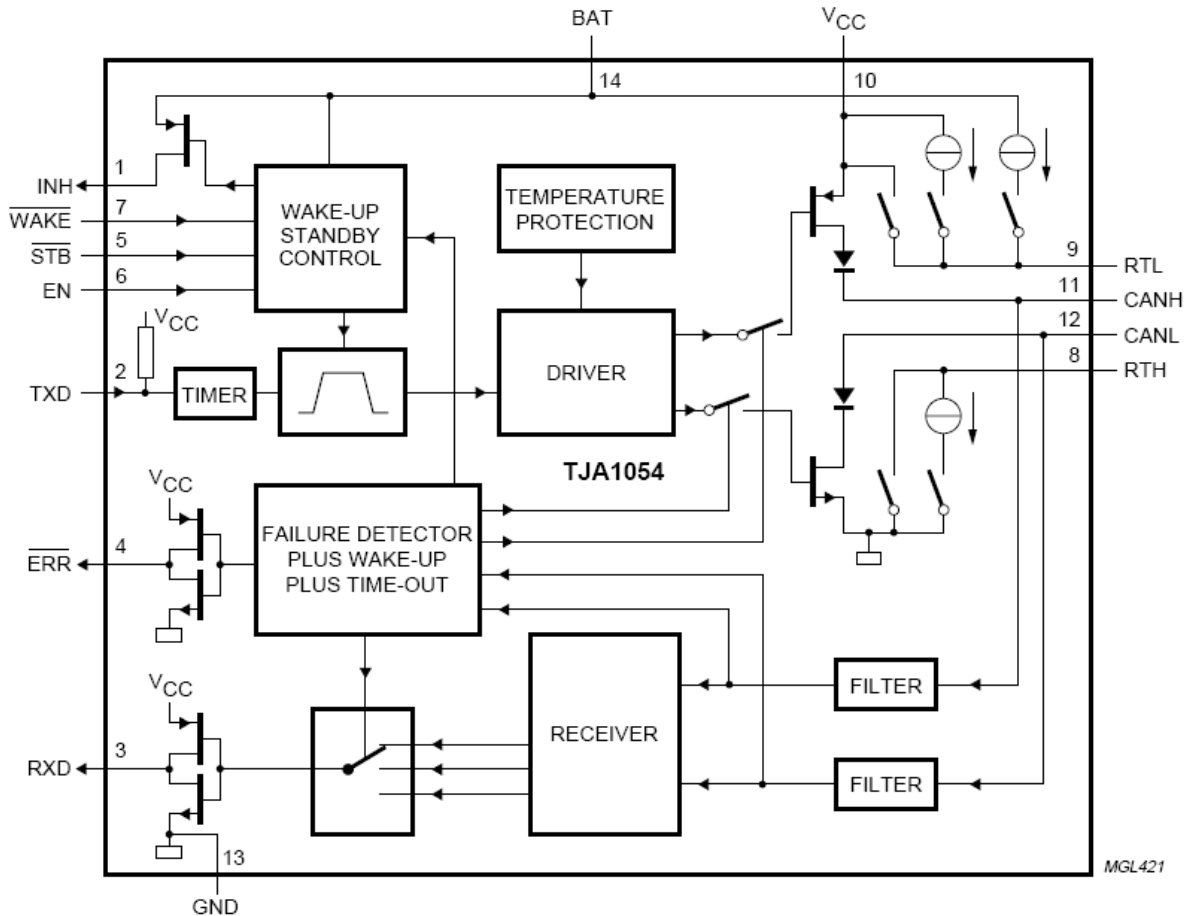 BAT
VCC
14
10
1
INH
7
WAKE
5
STB
6
EN
WAKE-UP
STANDBY
CONTROL
TEMPERATURE
PROTECTION
9
RTL
11
CANH
12
CANL
8
RTH
VCC
2
TXD
TIMER
DRIVER
TJA1054
VCC
4
ERR
FAILURE DETECTOR
PLUS WAKE-UP
PLUS TIME-OUT
VCC
3
RXD
RECEIVER
FILTER
FILTER
13
GND
MGL421